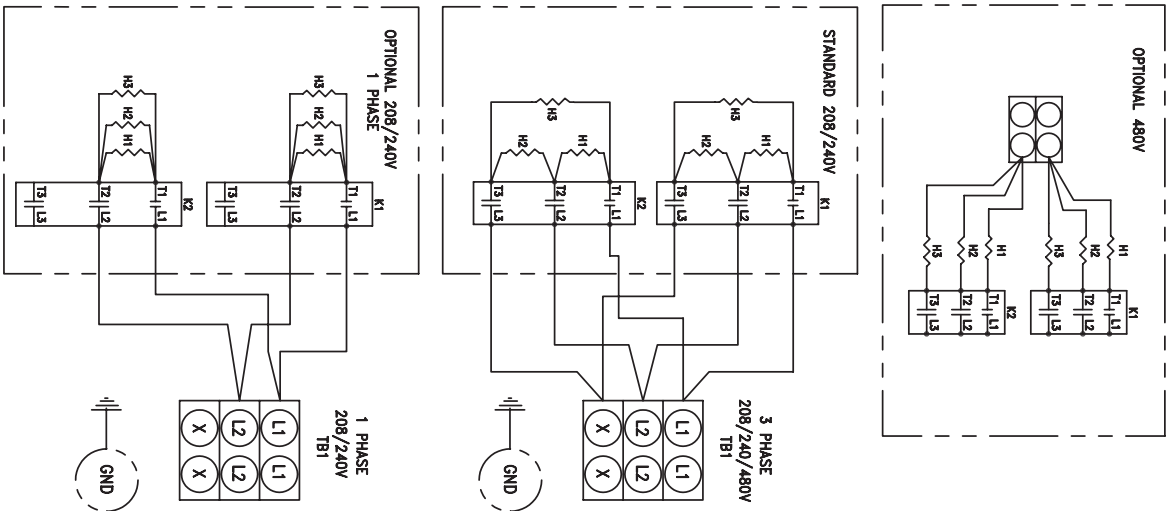 OPTIONAL 208/240V
1 PHASE
H3
H2
H1
H3
H2
H1
T3
T2
T1
L3
L2
L1
K2
T3
T2
T1
L3
L2
L1
K1
1 PHASE
208/240V
TB1
X
L2
L1
X
L2
L1
GND
STANDARD 208/240V
H3
H2
H1
H3
H2
H1
T3
T2
T1
L3
L2
L1
K2
T3
T2
T1
L3
L2
L1
K1
3 PHASE
208/240/480V
TB1
X
L2
L1
X
L2
L1
GND
OPTIONAL 480V
H3
H2
H1
H3
H2
H1
T3
T2
T1
L3
L2
L1
K2
T3
T2
T1
L3
L2
L1
K1